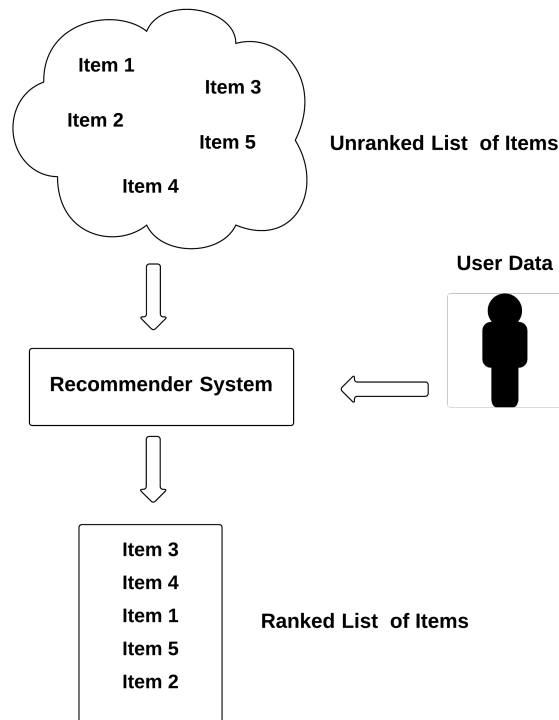 Item 1
Item 3
Item 2
Item 5
Unranked List of Items
Item 4
User Data
Recommender System
Item 3
Item 4
Item 1
Ranked List of Items
Item 5
Item 2